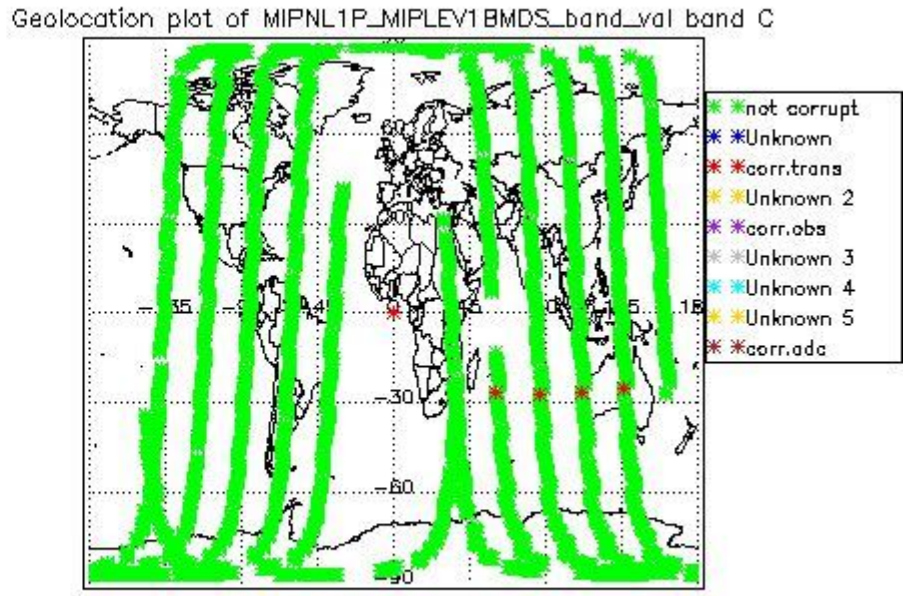 Geolocation plot of MIPNL1P_MIPLEV1BMDS_band_val band C
not corrupt
Unknown
corr.trans
Unknown 2
corr.obs
Unknown 3
Unknown 4
Unknown 5
corr.adc
-30
-60
-90